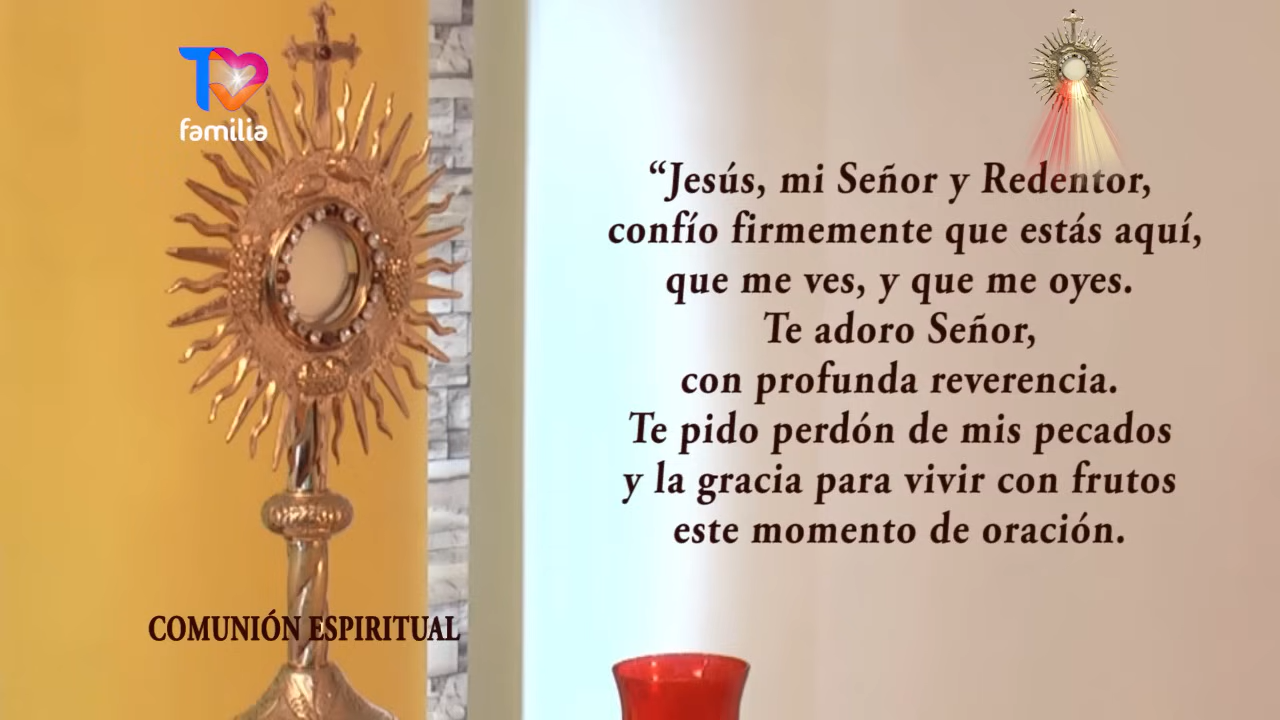 TV
familia
“Jesús, mi Señor y Redentor,
confío firmemente que estás aquí,
que me ves, y que me oyes.
Te adoro Señor,
con profunda reverencia.
Te pido perdón de mis pecados
y la gracia para vivir con frutos
este momento de oración.
COMUNIÓN ESPIRITUAL